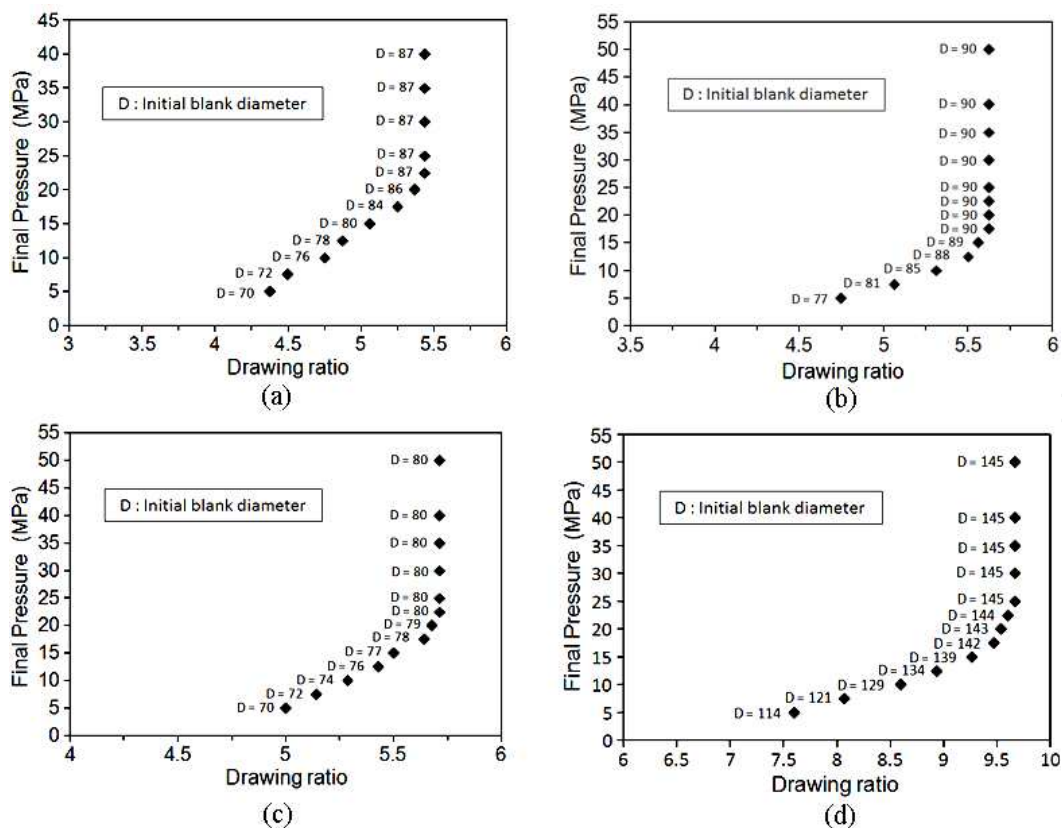 45
40
35
30
25
20
15
10
5
0
Final Pressure (MPa)
D : Initial blank diameter
D = 87
D = 87
D = 87
D = 87
D = 87
D = 86
D = 84
D = 80
D = 78
D = 76
D = 72
D = 70
3 3.5 4 4.5 5 5.5 6
Drawing ratio
(a)
55
50
45
40
35
30
25
20
15
10
5
0
Final Pressure (MPa)
D : Initial blank diameter
D = 90
D = 90
D = 90
D = 90
D = 90
D = 90
D = 90
D = 90
D = 89
D = 88
D = 85
D = 81
D = 77
3.5 4 4.5 5 5.5 6
Drawing ratio
(b)
55
50
45
40
35
30
25
20
15
10
5
0
Final Pressure (MPa)
D : Initial blank diameter
D = 80
D = 80
D = 80
D = 80
D = 80
D = 80
D = 79
D = 78
D = 77
D = 76
D = 74
D = 72
D = 70
4 4.5 5 5.5 6
Drawing ratio
(c)
55
50
45
40
35
30
25
20
15
10
5
0
Final Pressure (MPa)
D : Initial blank diameter
D = 145
D = 145
D = 145
D = 145
D = 145
D = 144
D = 143
D = 142
D = 139
D = 134
D = 129
D = 121
D = 114
6 6.5 7 7.5 8 8.5 9 9.5 10
Drawing ratio
(d)